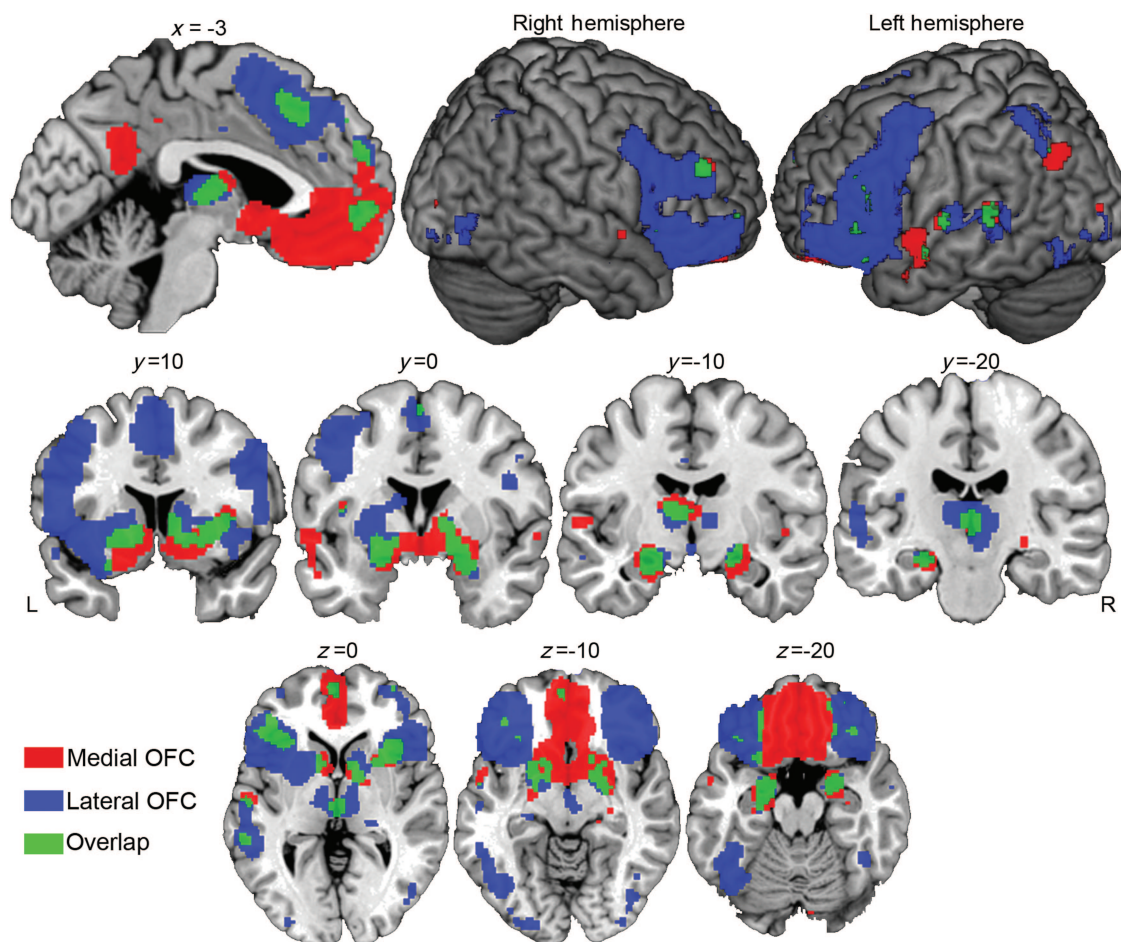 x = -3
Right hemisphere
Left hemisphere
y=10
y=0
y=-10
y=-20
L
R
z=0
z=-10
z=-20
Medial OFC
Lateral OFC
Overlap